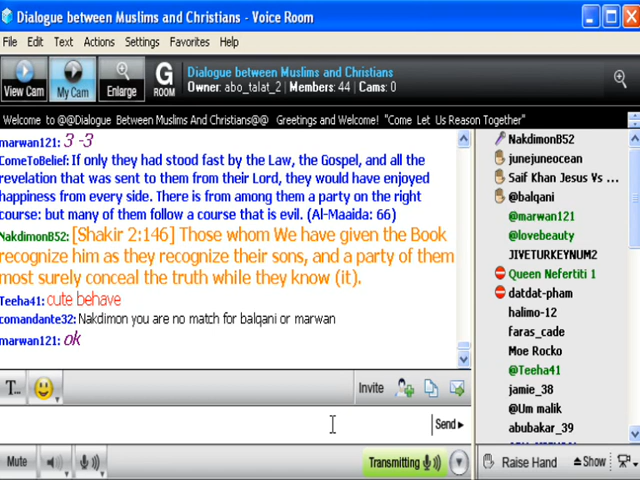 Dialogue between Muslims and Christians - Voice Room
File Edit Text Actions Settings Favorites Help
View Cam
My Cam
Enlarge
G
ROOM
Dialogue between Muslims and Christians
Owner: abo_talat_2 | Members: 44 | Cams: 0
Welcome to @@Dialogue Between Muslims And Christians@@ Greetings and Welcome! "Come Let Us Reason Together"
marwan121: 3 -3
ComeToBelief: If only they had stood fast by the Law, the Gospel, and all the
revelation that was sent to them from their Lord, they would have enjoyed
happiness from every side. There is from among them a party on the right
course: but many of them follow a course that is evil. (Al-Maaida: 66)
NakdimonB52: [Shakir 2:146] Those whom We have given the Book
recognize him as they recognize their sons, and a party of them
most surely conceal the truth while they know (it).
Teeha41: cute behave
comandante32: Nakdimon you are no match for balqani or marwan
marwan121: ok
T... Invite
Send
Mute Transmitting
NakdimonB52
junejuneocean
Saif Khan Jesus Vs ...
@balqani
@marwan121
@lovebeauty
JIVETURKEYNUM2
Queen Nefertiti 1
datdat-pham
halimo-12
faras_cade
Moe Rocko
@Teeha41
jamie_38
@Um malik
abubakar_39
Raise Hand Show